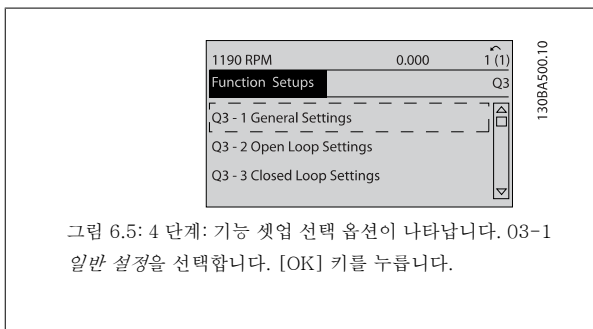 1190 RPM 0.000 1 (1)
Function Setups Q3
Q3 - 1 General Settings
Q3 - 2 Open Loop Settings
Q3 - 3 Closed Loop Settings
130BA500.10
그림 6.5: 4 단계: 기능 셋업 선택 옵션이 나타납니다. 03-1
일반 설정을 선택합니다. [OK] 키를 누릅니다.